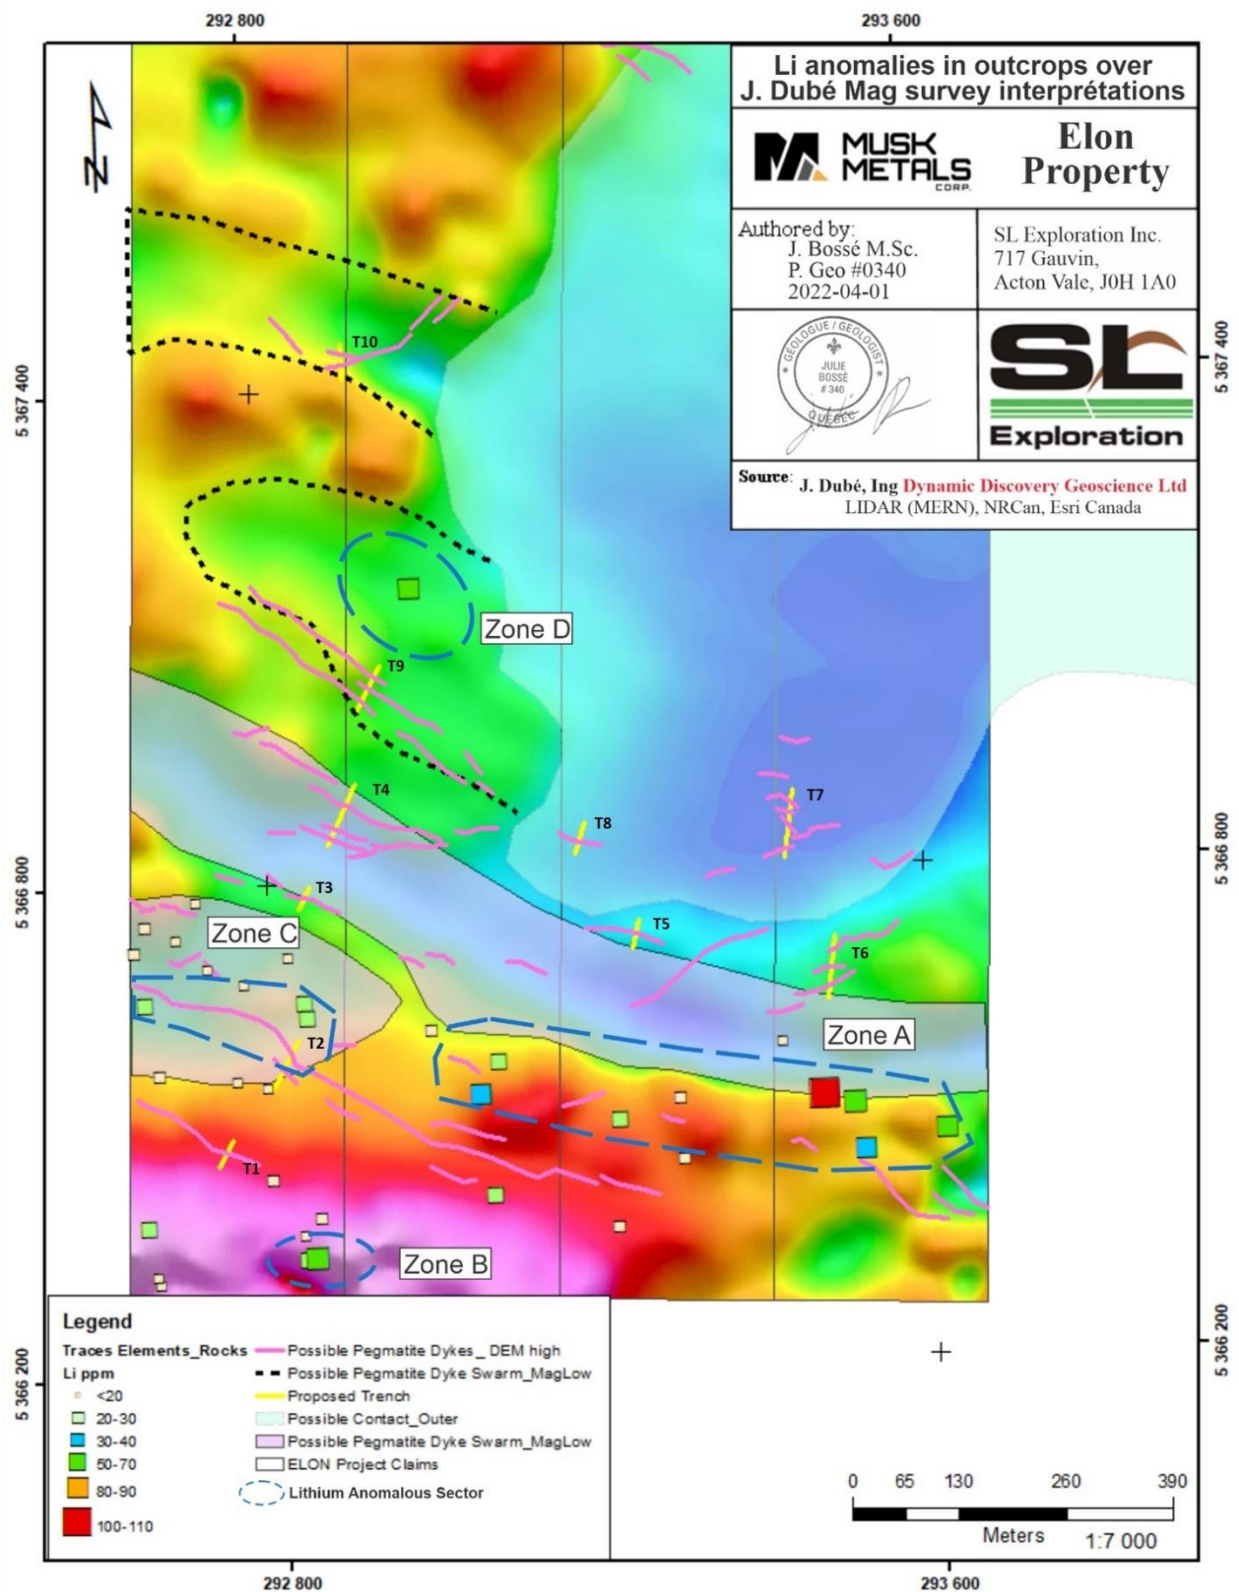 292 800
293 600
Li anomalies in outcrops over
J. Dubé Mag survey interprétations
MUSK
METALS
CORP.
Elon
Property
Authored by:
J. Bossé M.Sc.
P. Geo #0340
2022-04-01
SL Exploration Inc.
717 Gauvin,
Acton Vale, J0H 1A0
GÉOLOGUE / GEOLOGIST
JULIE
BOSSÉ
# 340
QUÉBEC
SL
Exploration
Source: J. Dubé, Ing Dynamic Discovery Geoscience Ltd
LIDAR (MERN), NRCan, Esri Canada
N
5 367 400
5 367 400
T10
Zone D
T9
T4
T8
T7
5 366 800
5 366 800
T3
Zone C
T5
T6
Zone A
T2
T1
Zone B
5 366 200
5 366 200
Legend
Traces Elements_Rocks
Li ppm
<20
20-30
30-40
50-70
80-90
100-110
Possible Pegmatite Dykes_ DEM high
Possible Pegmatite Dyke Swarm_MagLow
Proposed Trench
Possible Contact_Outer
Possible Pegmatite Dyke Swarm_MagLow
ELON Project Claims
Lithium Anomalous Sector
0 65 130 260 390
Meters 1:7 000
292 800
293 600